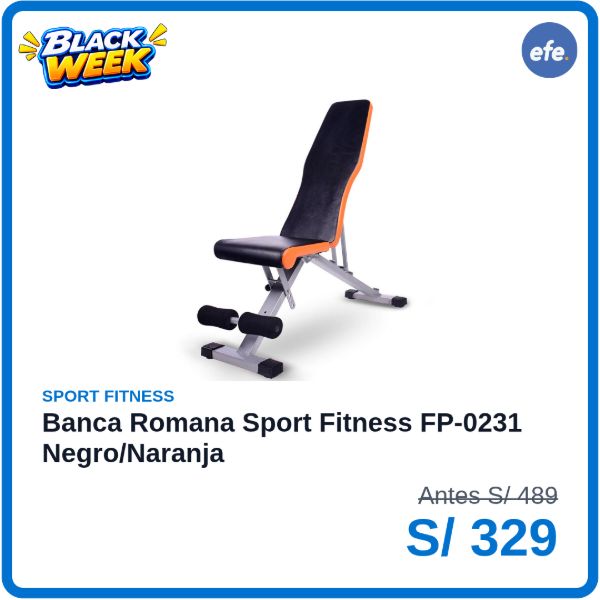 BLACK
WEEK
efe.
SPORT FITNESS
Banca Romana Sport Fitness FP-0231
Negro/Naranja
Antes S/ 489
S/ 329